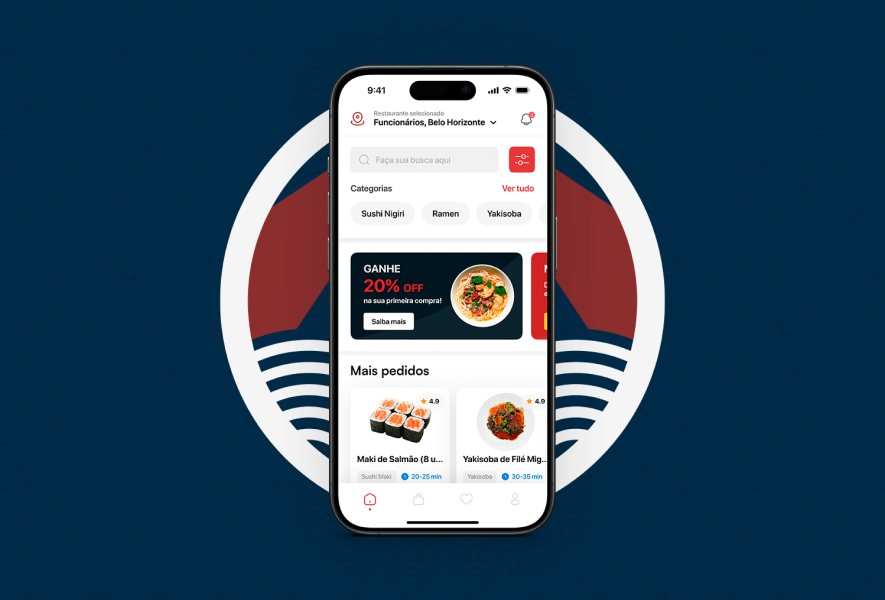 9:41
Restaurante selecionado
Funcionários, Belo Horizonte
Faça sua busca aqui
Categorias
Ver tudo
Sushi Nigiri
Ramen
Yakisoba
GANHE
20% OFF
na sua primeira compra!
Saiba mais
Mais pedidos
4.9
4.9
Maki de Salmão (8 u...
Yakisoba de Filé Mig...
Sushi Maki
20-25 min
Yakisoba
30-35 min